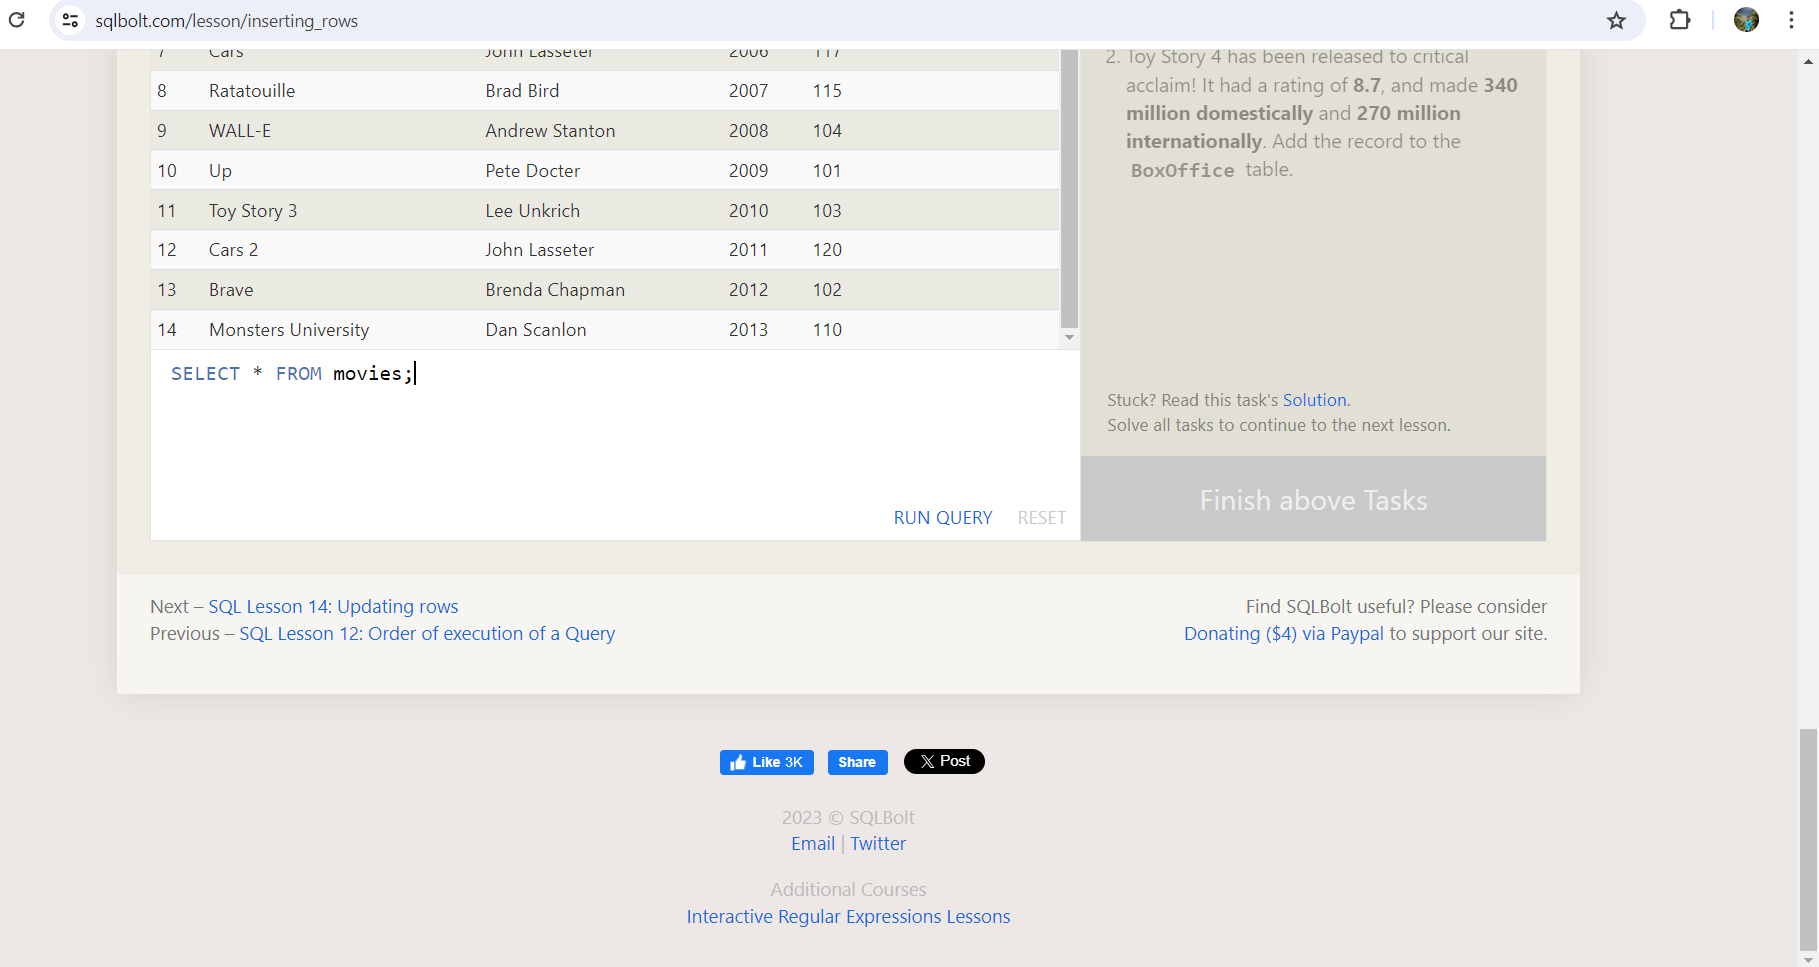 sqlbolt.com/lesson/inserting_rows
7 Cars John Lasseter 2006 117
8 Ratatouille Brad Bird 2007 115
9 WALL-E Andrew Stanton 2008 104
10 Up Pete Docter 2009 101
11 Toy Story 3 Lee Unkrich 2010 103
12 Cars 2 John Lasseter 2011 120
13 Brave Brenda Chapman 2012 102
14 Monsters University Dan Scanlon 2013 110
SELECT * FROM movies;
RUN QUERY RESET
2. Toy Story 4 has been released to critical
acclaim! It had a rating of 8.7, and made 340
million domestically and 270 million
internationally. Add the record to the
BoxOffice table.
Stuck? Read this task's Solution.
Solve all tasks to continue to the next lesson.
Finish above Tasks
Next – SQL Lesson 14: Updating rows
Previous – SQL Lesson 12: Order of execution of a Query
Find SQLBolt useful? Please consider
Donating ($4) via Paypal to support our site.
Like 3K Share X Post
2023 © SQLBolt
Email | Twitter
Additional Courses
Interactive Regular Expressions Lessons